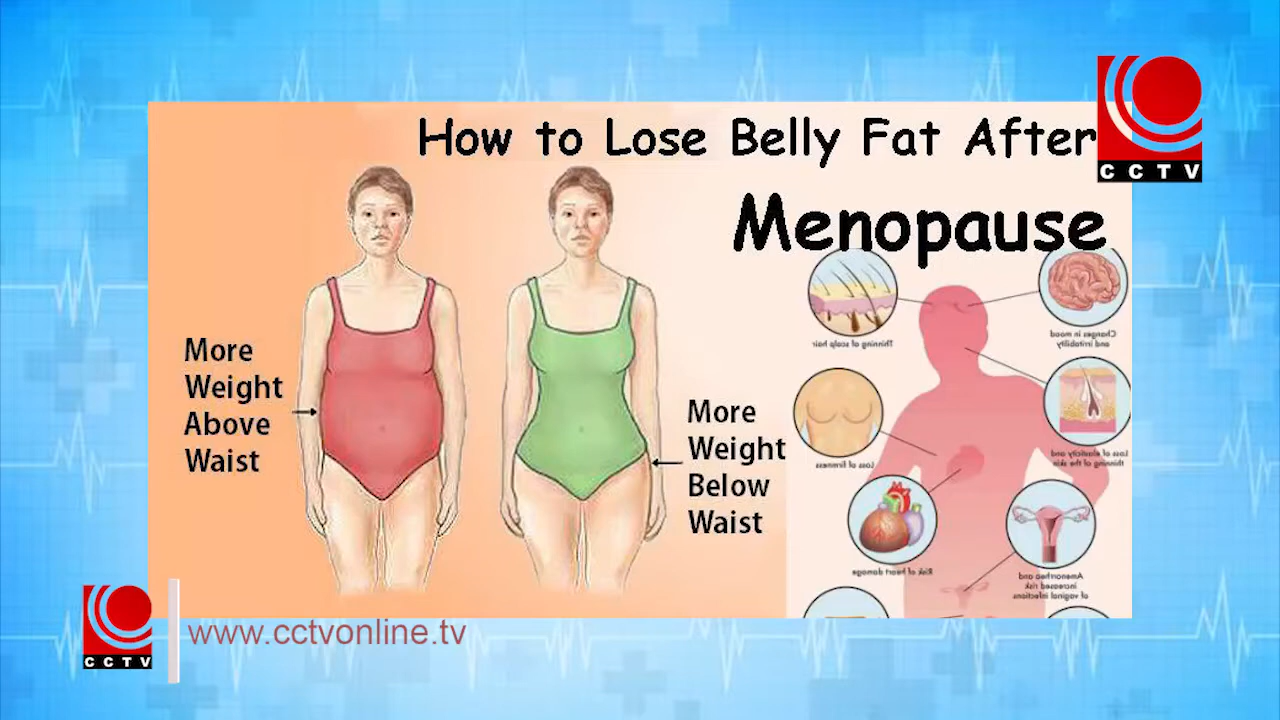 CCTV
How to Lose Belly Fat After
Menopause
More
Weight
Above
Waist
More
Weight
Below
Waist
Thinning of scalp hair
Changes in mood
and irritability
Loss of firmness
Loss of elasticity and
thinning of the skin
Risk of heart damage
Amenorrhea and
increased risk
of vaginal infections
CCTV
www.cctvonline.tv